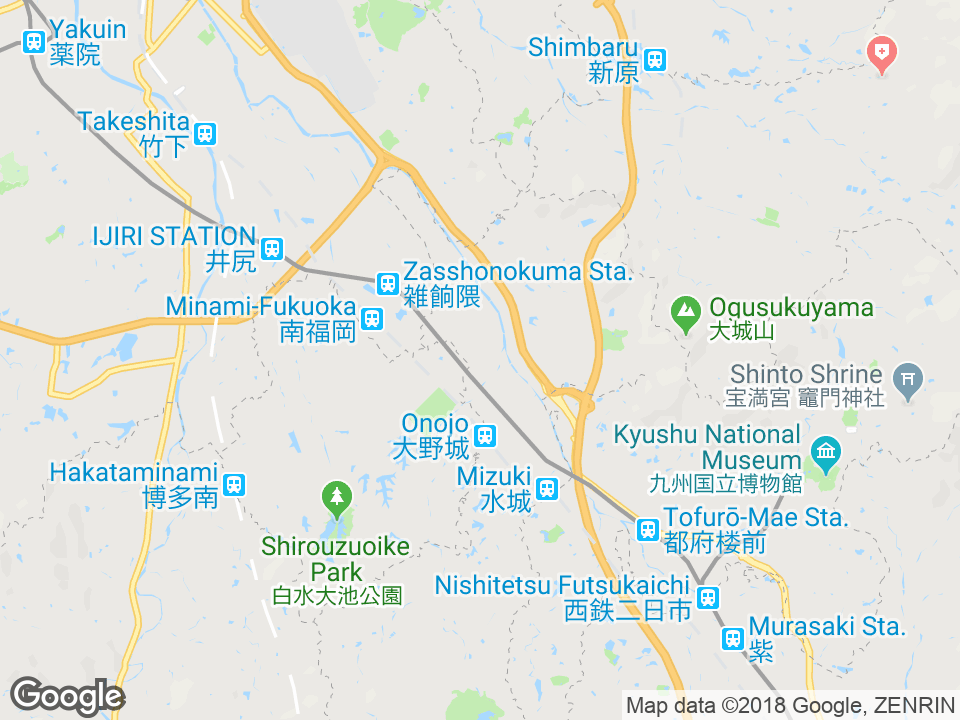 Yakuin
薬院
Shimbaru
新原
Takeshita
竹下
IJIRI STATION
井尻
Zasshonokuma Sta.
雑餉隈
Minami-Fukuoka
南福岡
Oqusukuyama
大城山
Shinto Shrine
宝満宮 竈門神社
Onojo
大野城
Kyushu National
Museum
九州国立博物館
Hakataminami
博多南
Mizuki
水城
Tofurō-Mae Sta.
都府楼前
Shirouzuoike
Park
白水大池公園
Nishitetsu Futsukaichi
西鉄二日市
Murasaki Sta.
紫
Google
Map data ©2018 Google, ZENRIN